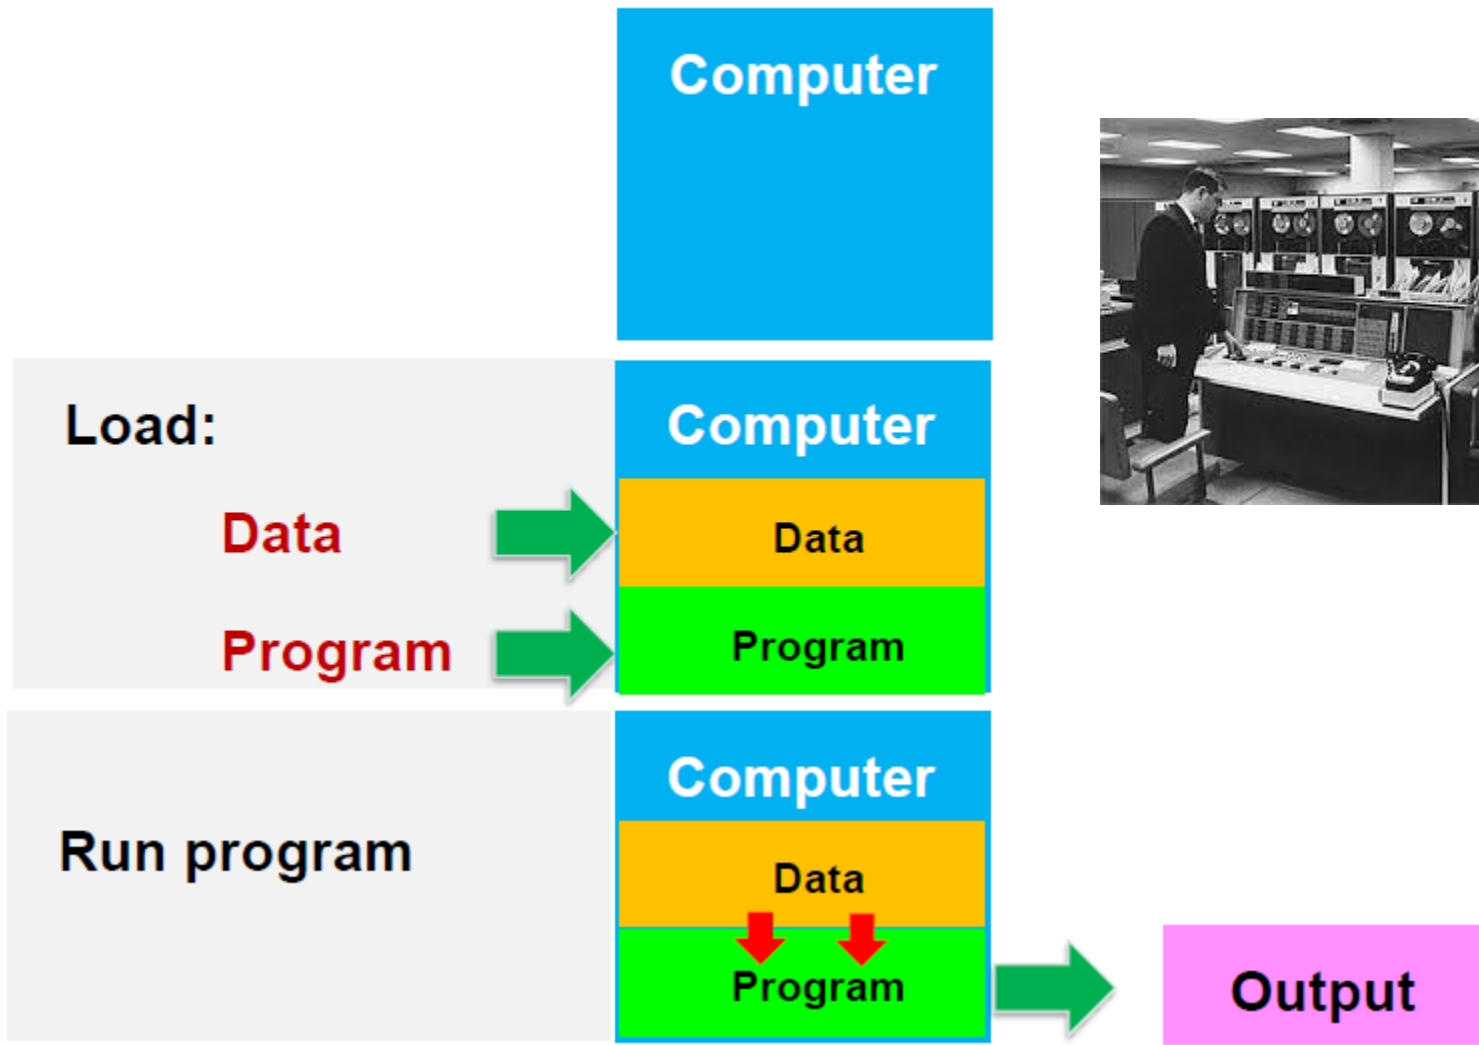 Computer
Load:
Computer
Data
Data
Program
Program
Run program
Computer
Data
Program
Output